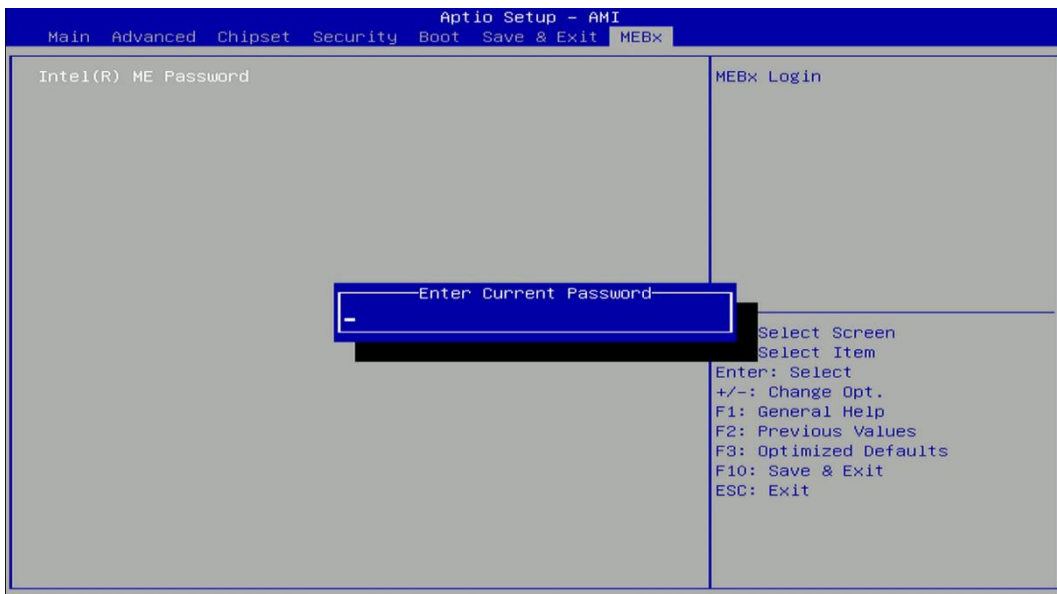 Aptio Setup – AMI
Main Advanced Chipset Security Boot Save & Exit MEBx
Intel(R) ME Password
MEBx Login
Enter Current Password
Select Screen
Select Item
Enter: Select
+/-: Change Opt.
F1: General Help
F2: Previous Values
F3: Optimized Defaults
F10: Save & Exit
ESC: Exit